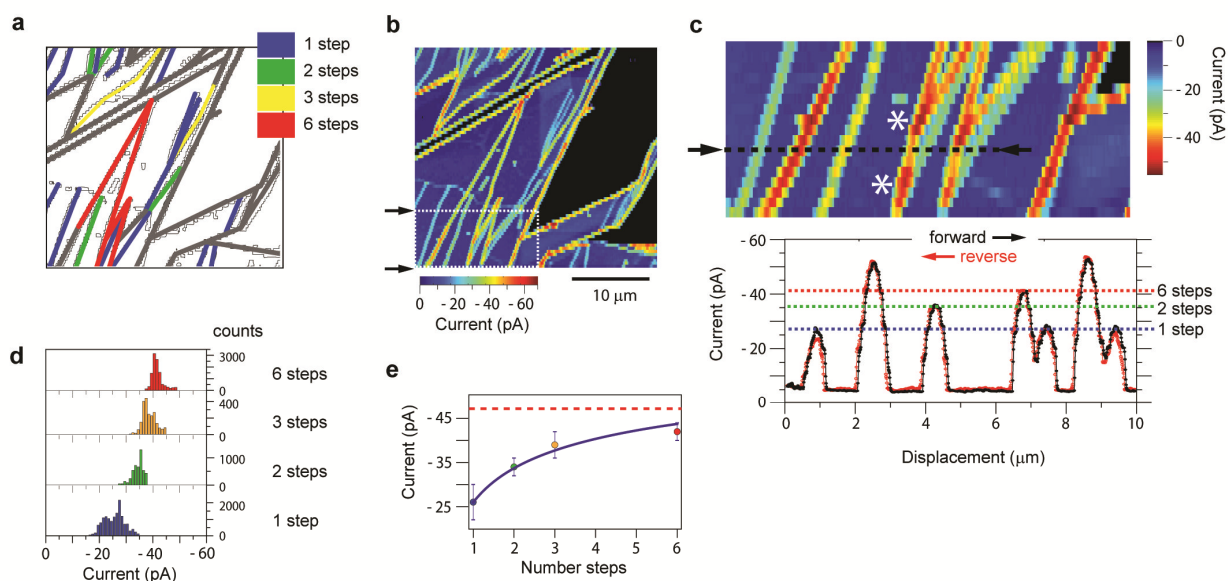 a
1 step
2 steps
3 steps
6 steps
b
0 - 20 - 40 - 60
Current (pA)
10 μm
c
0
- 20
- 40
Current (pA)
*
*
- 60
- 40
- 20
0
Current (pA)
forward
reverse
6 steps
2 steps
1 step
0 2 4 6 8 10
Displacement (μm)
d
counts
3000
0
6 steps
400
0
3 steps
1000
0
2 steps
2000
0
1 step
0 - 20 - 40 - 60
Current (pA)
e
- 45
- 35
- 25
Current (pA)
1 2 3 4 5 6
Number steps